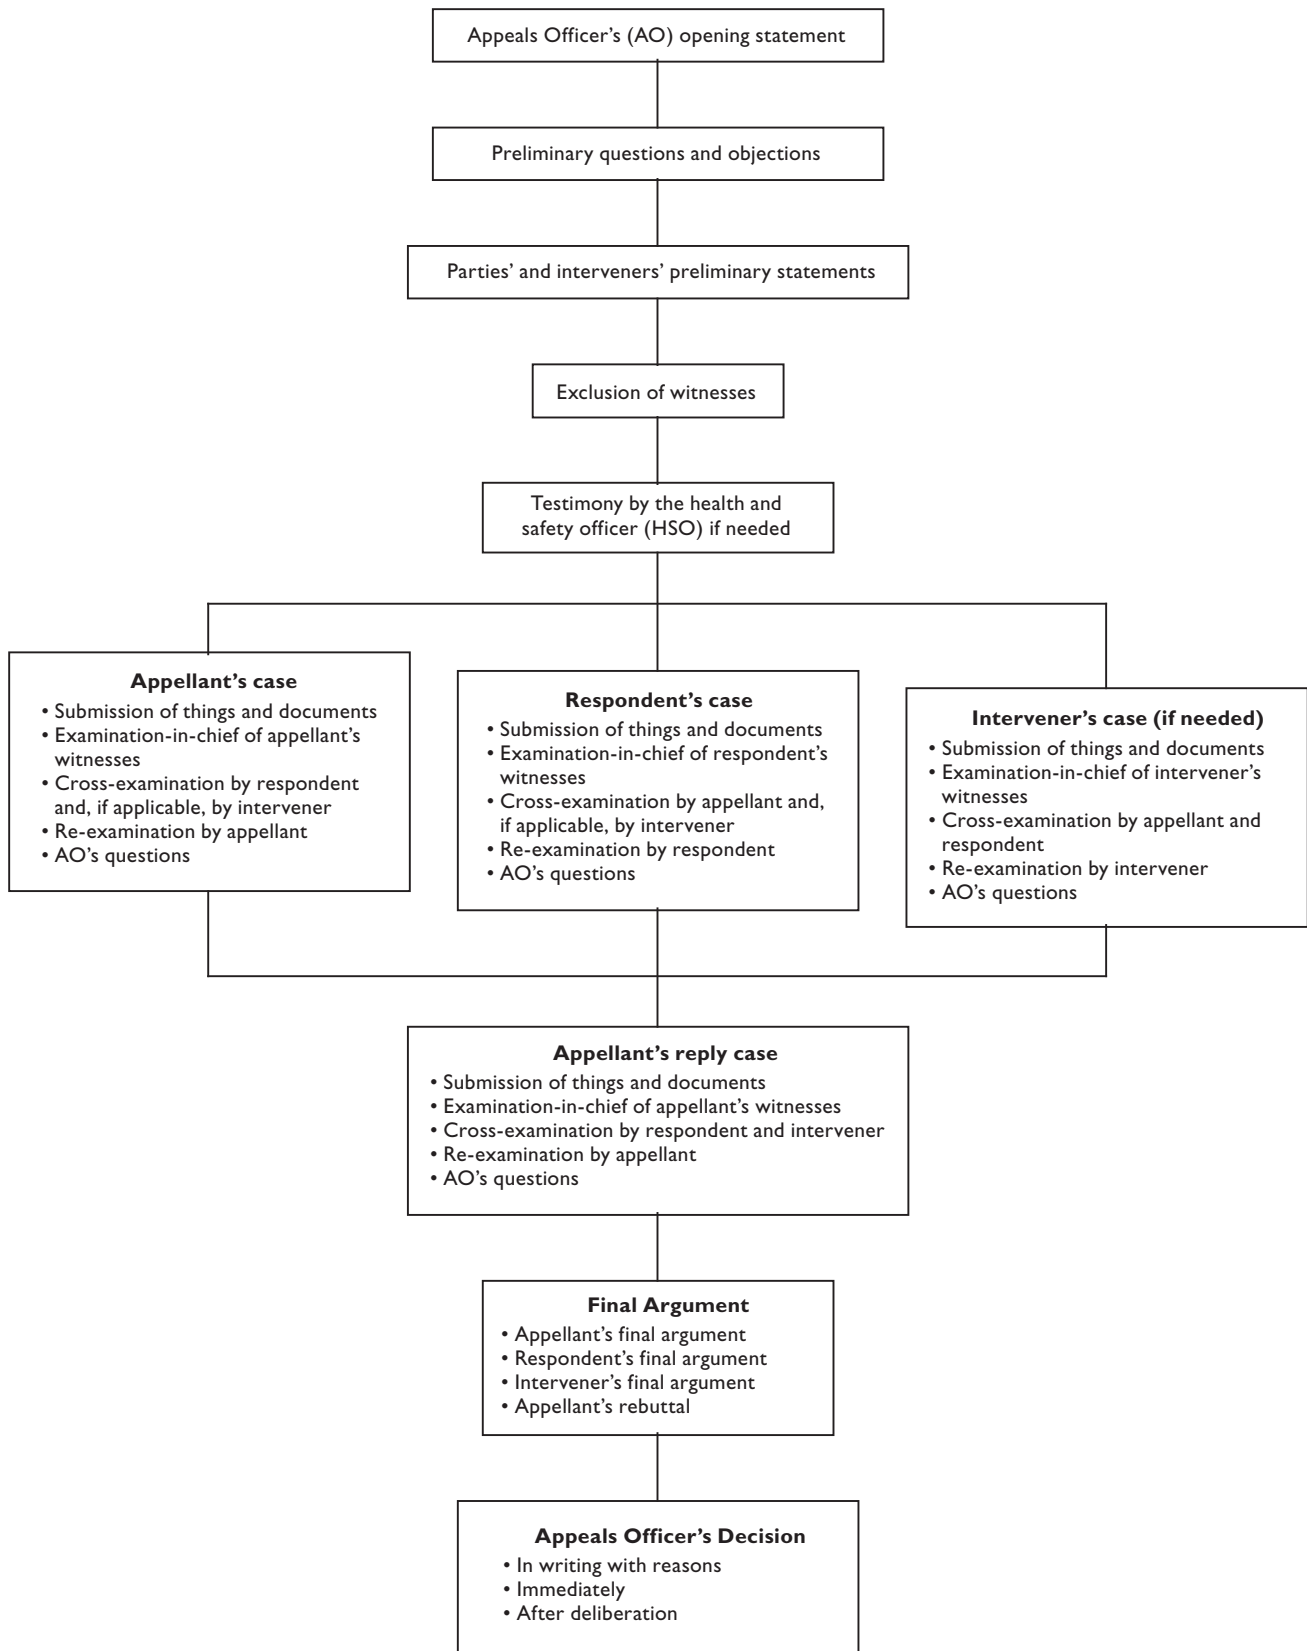 Appeals Officer’s (AO) opening statement
Preliminary questions and objections
Parties’ and interveners’ preliminary statements
Exclusion of witnesses
Testimony by the health and
safety officer (HSO) if needed
Appellant’s case
• Submission of things and documents
• Examination-in-chief of appellant’s
witnesses
• Cross-examination by respondent
and, if applicable, by intervener
• Re-examination by appellant
• AO’s questions
Respondent’s case
• Submission of things and documents
• Examination-in-chief of respondent’s
witnesses
• Cross-examination by appellant and,
if applicable, by intervener
• Re-examination by respondent
• AO’s questions
Intervener’s case (if needed)
• Submission of things and documents
• Examination-in-chief of intervener’s
witnesses
• Cross-examination by appellant and
respondent
• Re-examination by intervener
• AO’s questions
Appellant’s reply case
• Submission of things and documents
• Examination-in-chief of appellant’s witnesses
• Cross-examination by respondent and intervener
• Re-examination by appellant
• AO’s questions
Final Argument
• Appellant’s final argument
• Respondent’s final argument
• Intervener’s final argument
• Appellant’s rebuttal
Appeals Officer’s Decision
• In writing with reasons
• Immediately
• After deliberation